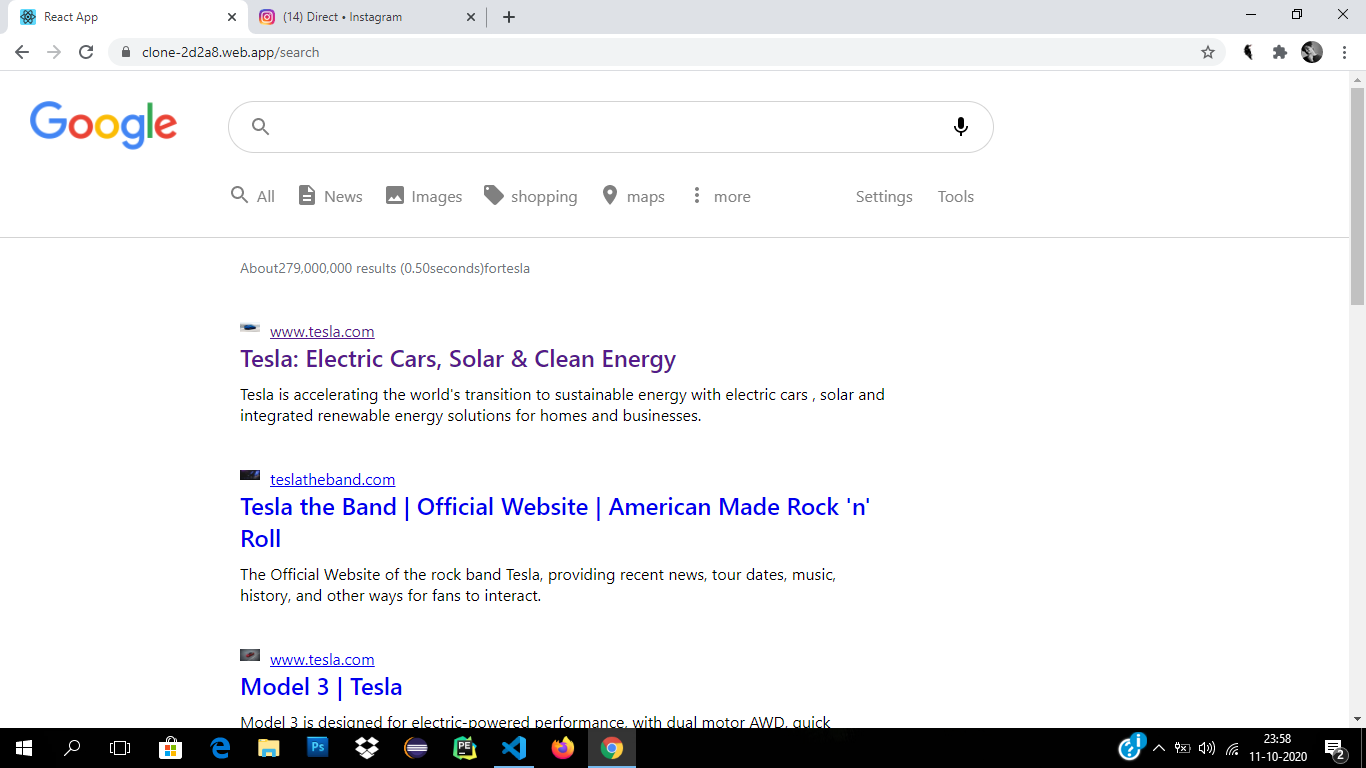 React App
(14) Direct • Instagram
clone-2d2a8.web.app/search
Google
All
News
Images
shopping
maps
more
Settings
Tools
About279,000,000 results (0.50seconds)fortesla
www.tesla.com
Tesla: Electric Cars, Solar & Clean Energy
Tesla is accelerating the world's transition to sustainable energy with electric cars , solar and
integrated renewable energy solutions for homes and businesses.
teslatheband.com
Tesla the Band | Official Website | American Made Rock 'n'
Roll
The Official Website of the rock band Tesla, providing recent news, tour dates, music,
history, and other ways for fans to interact.
www.tesla.com
Model 3 | Tesla
Model 3 is designed for electric-powered performance, with dual motor AWD, quick
Ps
PE
23:58
11-10-2020
2